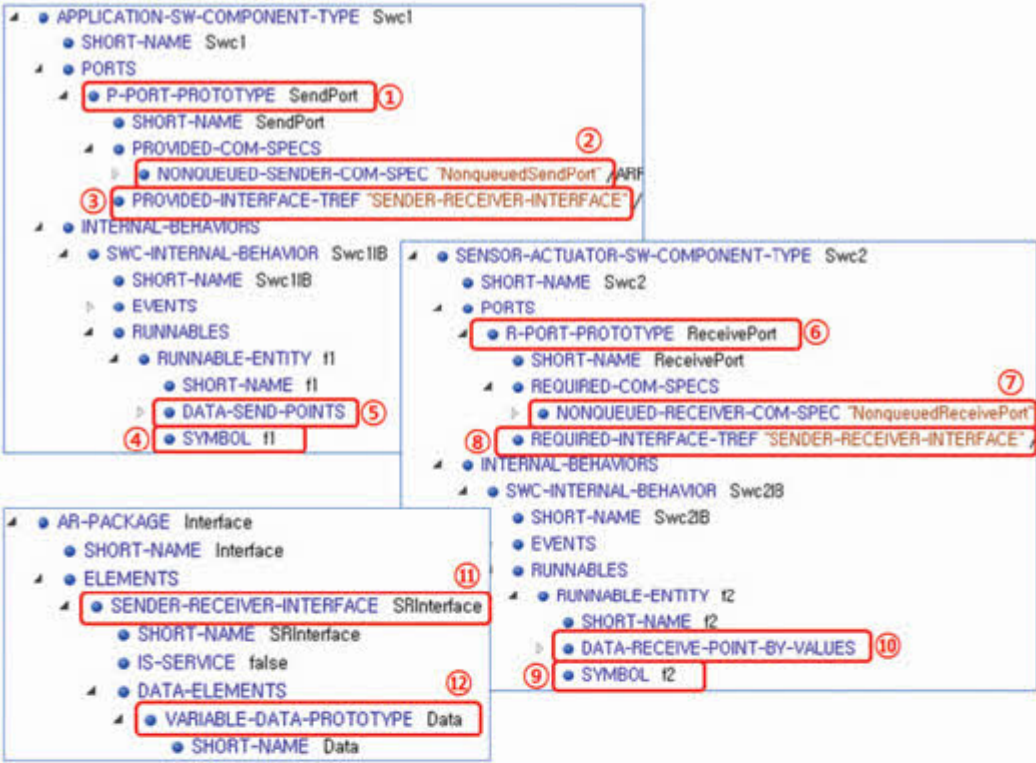 APPLICATION-SW-COMPONENT-TYPE Swc1
SHORT-NAME Swc1
PORTS
P-PORT-PROTOTYPE SendPort ①
SHORT-NAME SendPort
PROVIDED-COM-SPECS ②
NONQUEUED-SENDER-COM-SPEC "NonqueuedSendPort" /ARF
③ PROVIDED-INTERFACE-TREF "SENDER-RECEIVER-INTERFACE" /
INTERNAL-BEHAVIORS
SWC-INTERNAL-BEHAVIOR Swc1IB
SHORT-NAME Swc1IB
EVENTS
RUNNABLES
RUNNABLE-ENTITY f1
SHORT-NAME f1
DATA-SEND-POINTS ⑤
④ SYMBOL f1
SENSOR-ACTUATOR-SW-COMPONENT-TYPE Swc2
SHORT-NAME Swc2
PORTS
R-PORT-PROTOTYPE ReceivePort ⑥
SHORT-NAME ReceivePort
REQUIRED-COM-SPECS ⑦
NONQUEUED-RECEIVER-COM-SPEC "NonqueuedReceivePort
⑧ REQUIRED-INTERFACE-TREF "SENDER-RECEIVER-INTERFACE" /
INTERNAL-BEHAVIORS
SWC-INTERNAL-BEHAVIOR Swc2IB
SHORT-NAME Swc2IB
EVENTS
RUNNABLES
RUNNABLE-ENTITY f2
SHORT-NAME f2
DATA-RECEIVE-POINT-BY-VALUES ⑩
⑨ SYMBOL f2
AR-PACKAGE Interface
SHORT-NAME Interface
ELEMENTS ⑪
SENDER-RECEIVER-INTERFACE SRInterface
SHORT-NAME SRInterface
IS-SERVICE false
DATA-ELEMENTS ⑫
VARIABLE-DATA-PROTOTYPE Data
SHORT-NAME Data